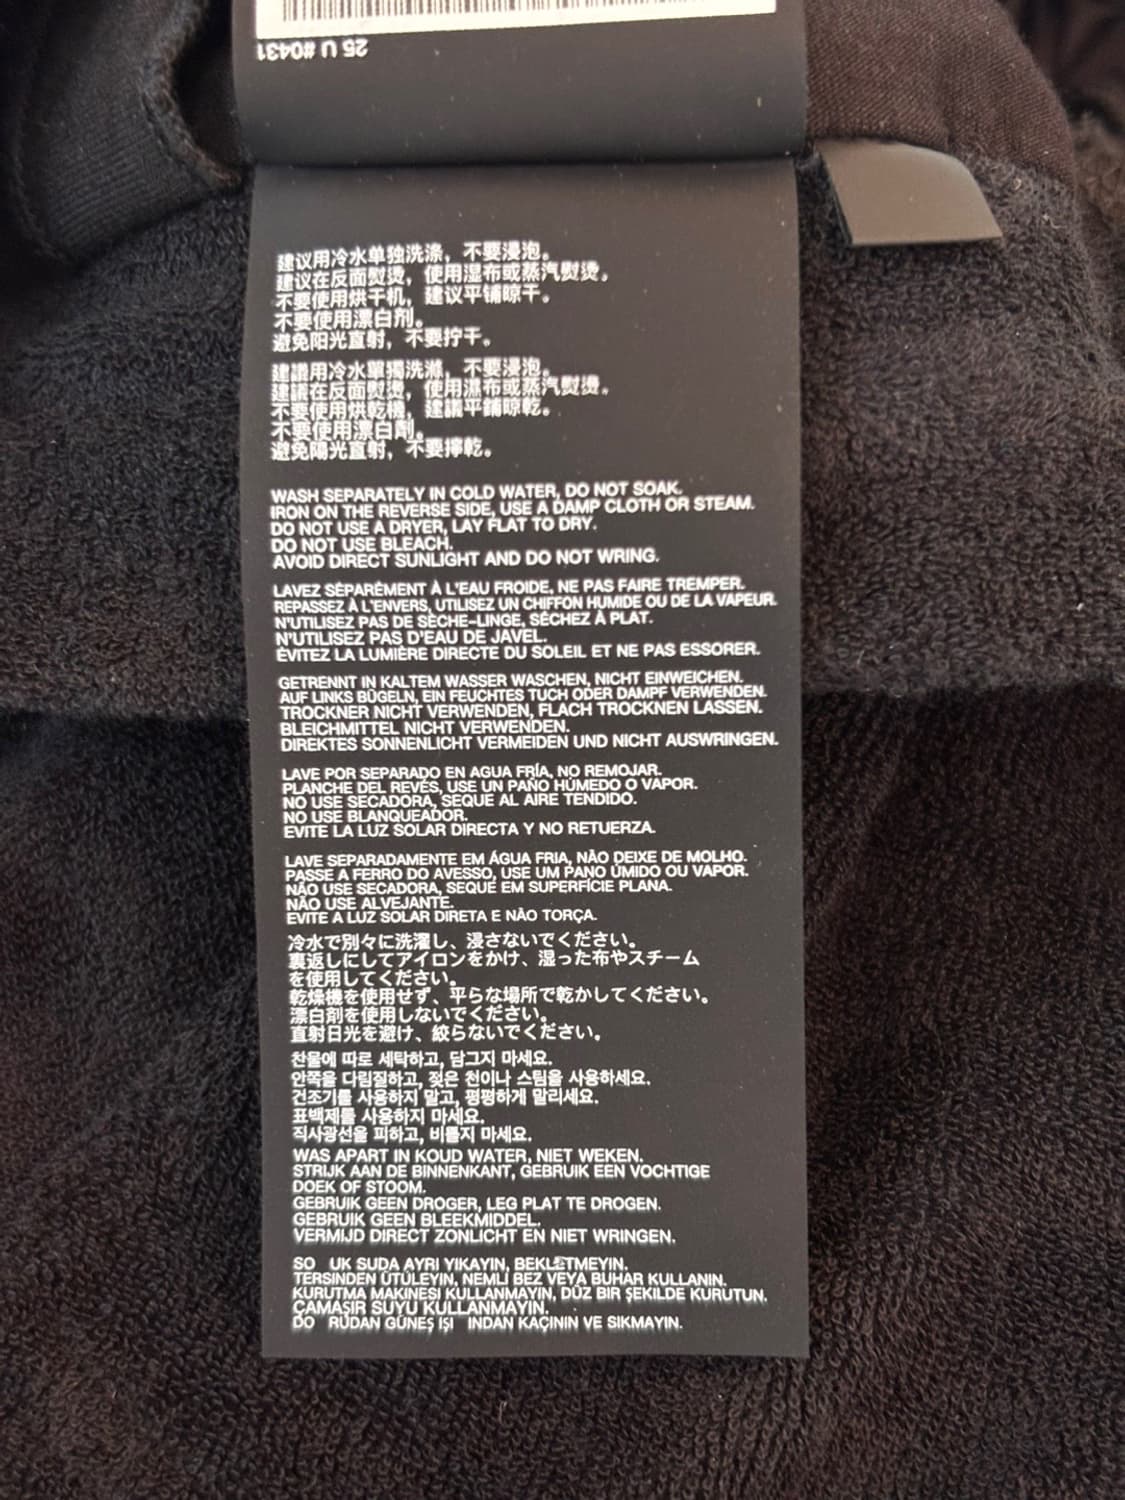 25 U #0431
建议用冷水单独洗涤，不要浸泡。
建议在反面熨烫，使用湿布或蒸汽熨烫。
不要使用烘干机，建议平铺晾干。
不要使用漂白剂。
避免阳光直射，不要拧干。
建議用冷水單獨洗滌，不要浸泡。
建議在反面熨燙，使用濕布或蒸汽熨燙。
不要使用烘乾機，建議平鋪晾乾。
不要使用漂白劑。
避免陽光直射，不要擰乾。
WASH SEPARATELY IN COLD WATER, DO NOT SOAK.
IRON ON THE REVERSE SIDE, USE A DAMP CLOTH OR STEAM.
DO NOT USE A DRYER, LAY FLAT TO DRY.
DO NOT USE BLEACH.
AVOID DIRECT SUNLIGHT AND DO NOT WRING.
LAVEZ SÉPARÉMENT À L'EAU FROIDE, NE PAS FAIRE TREMPER.
REPASSEZ À L'ENVERS, UTILISEZ UN CHIFFON HUMIDE OU DE LA VAPEUR.
N'UTILISEZ PAS DE SÈCHE-LINGE, SÉCHEZ À PLAT.
N'UTILISEZ PAS D'EAU DE JAVEL.
ÉVITEZ LA LUMIÈRE DIRECTE DU SOLEIL ET NE PAS ESSORER.
GETRENNT IN KALTEM WASSER WASCHEN, NICHT EINWEICHEN.
AUF LINKS BÜGELN, EIN FEUCHTES TUCH ODER DAMPF VERWENDEN.
TROCKNER NICHT VERWENDEN, FLACH TROCKNEN LASSEN.
BLEICHMITTEL NICHT VERWENDEN.
DIREKTES SONNENLICHT VERMEIDEN UND NICHT AUSWRINGEN.
LAVE POR SEPARADO EN AGUA FRÍA, NO REMOJAR.
PLANCHE DEL REVÉS, USE UN PAÑO HÚMEDO O VAPOR.
NO USE SECADORA, SEQUE AL AIRE TENDIDO.
NO USE BLANQUEADOR.
EVITE LA LUZ SOLAR DIRECTA Y NO RETUERZA.
LAVE SEPARADAMENTE EM ÁGUA FRIA, NÃO DEIXE DE MOLHO.
PASSE A FERRO DO AVESSO, USE UM PANO ÚMIDO OU VAPOR.
NÃO USE SECADORA, SEQUE EM SUPERFÍCIE PLANA.
NÃO USE ALVEJANTE.
EVITE A LUZ SOLAR DIRETA E NÃO TORÇA.
冷水で別々に洗濯し、浸さないでください。
裏返しにしてアイロンをかけ、湿った布やスチーム
を使用してください。
乾燥機を使用せず、平らな場所で乾かしてください。
漂白剤を使用しないでください。
直射日光を避け、絞らないでください。
찬물에 따로 세탁하고, 담그지 마세요.
안쪽을 다림질하고, 젖은 천이나 스팀을 사용하세요.
건조기를 사용하지 말고, 평평하게 말리세요.
표백제를 사용하지 마세요.
직사광선을 피하고, 비틀지 마세요.
WAS APART IN KOUD WATER, NIET WEKEN.
STRIJK AAN DE BINNENKANT, GEBRUIK EEN VOCHTIGE
DOEK OF STOOM.
GEBRUIK GEEN DROGER, LEG PLAT TE DROGEN.
GEBRUIK GEEN BLEEKMIDDEL.
VERMIJD DIRECT ZONLICHT EN NIET WRINGEN.
SO UK SUDA AYRI YIKAYIN, BEKLETMEYIN.
TERSINDEN ÜTÜLEYIN, NEMLI BEZ VEYA BUHAR KULLANIN.
KURUTMA MAKINESI KULLANMAYIN, DÜZ BIR ŞEKILDE KURUTUN.
ÇAMAŞIR SUYU KULLANMAYIN.
DO RUDAN GÜNEŞ IŞI INDAN KAÇININ VE SIKMAYIN.